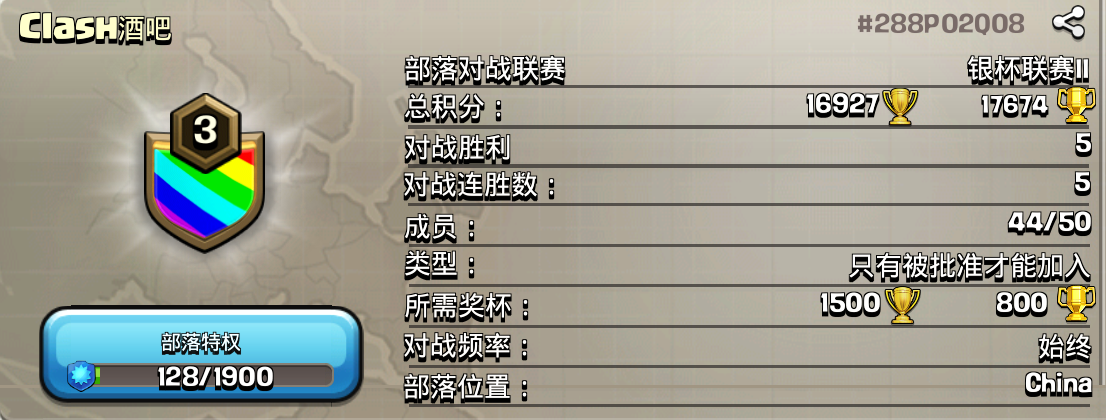 Clash酒吧
#288P02Q08
3
部落特权
128/1900
部落对战联赛 银杯联赛II
总积分： 16927 17674
对战胜利 5
对战连胜数： 5
成员： 44/50
类型： 只有被批准才能加入
所需奖杯： 1500 800
对战频率： 始终
部落位置： China